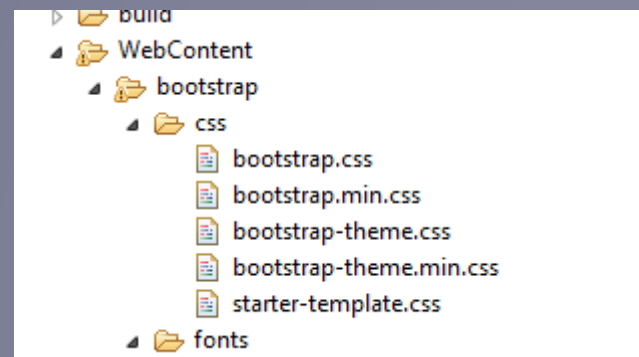 build
WebContent
bootstrap
css
bootstrap.css
bootstrap.min.css
bootstrap-theme.css
bootstrap-theme.min.css
starter-template.css
fonts